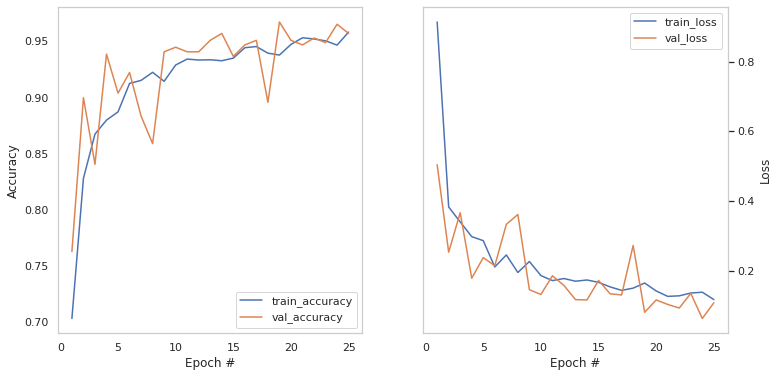 Accuracy
0.95
0.90
0.85
0.80
0.75
0.70
0 5 10 15 20 25
Epoch #
train_accuracy
val_accuracy
train_loss
val_loss
0.8
0.6
0.4
0.2
Loss
0 5 10 15 20 25
Epoch #